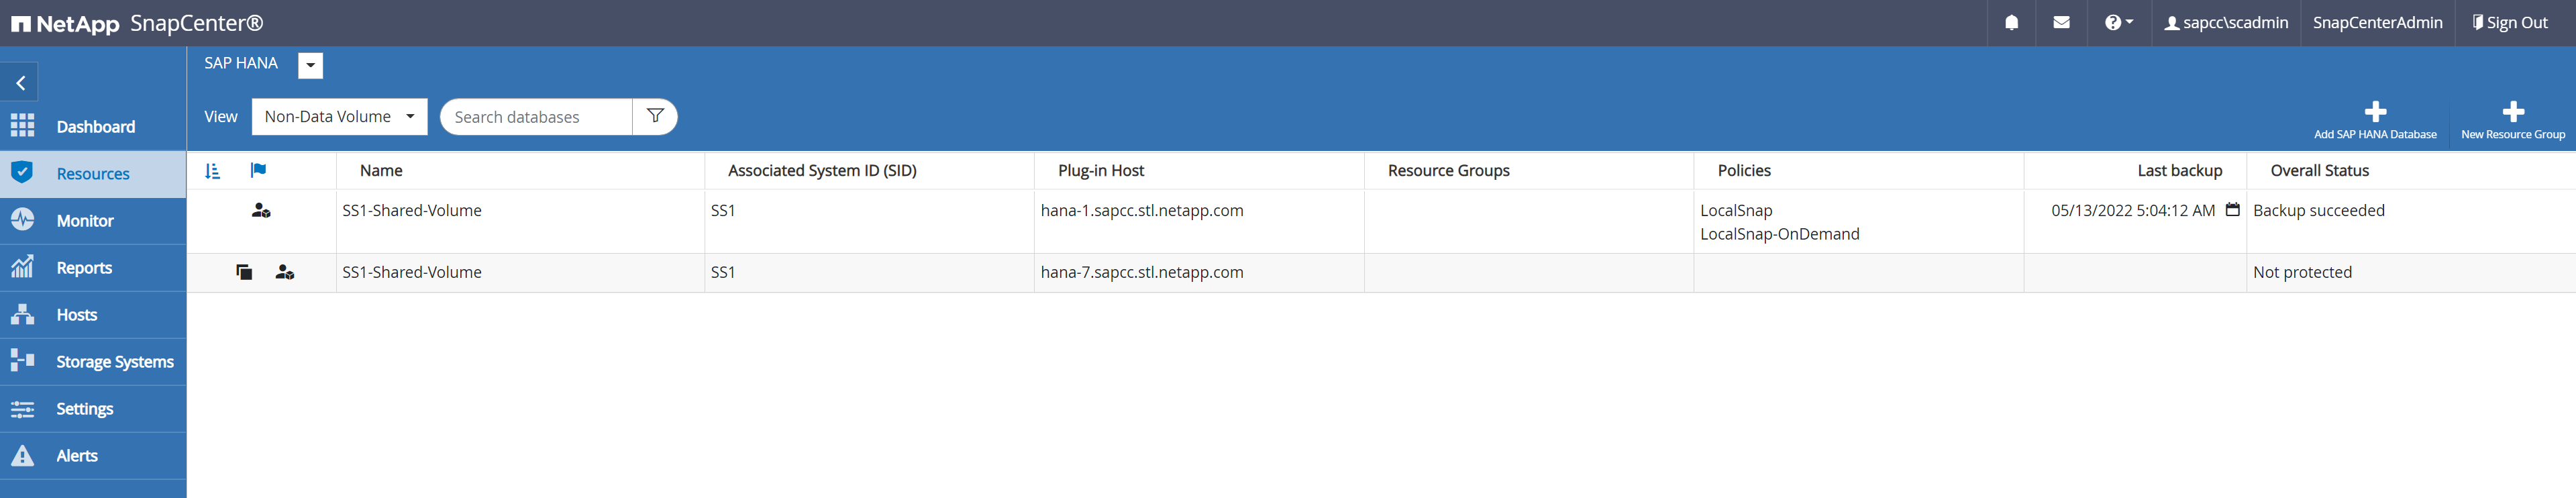 NetApp SnapCenter®
sapcc\scadmin
SnapCenterAdmin
Sign Out
SAP HANA
View
Non-Data Volume
Search databases
Add SAP HANA Database
New Resource Group
Dashboard
Resources
Monitor
Reports
Hosts
Storage Systems
Settings
Alerts
Name Associated System ID (SID) Plug-in Host Resource Groups Policies Last backup Overall Status
SS1-Shared-Volume SS1 hana-1.sapcc.stl.netapp.com LocalSnap 05/13/2022 5:04:12 AM Backup succeeded
LocalSnap-OnDemand
SS1-Shared-Volume SS1 hana-7.sapcc.stl.netapp.com Not protected